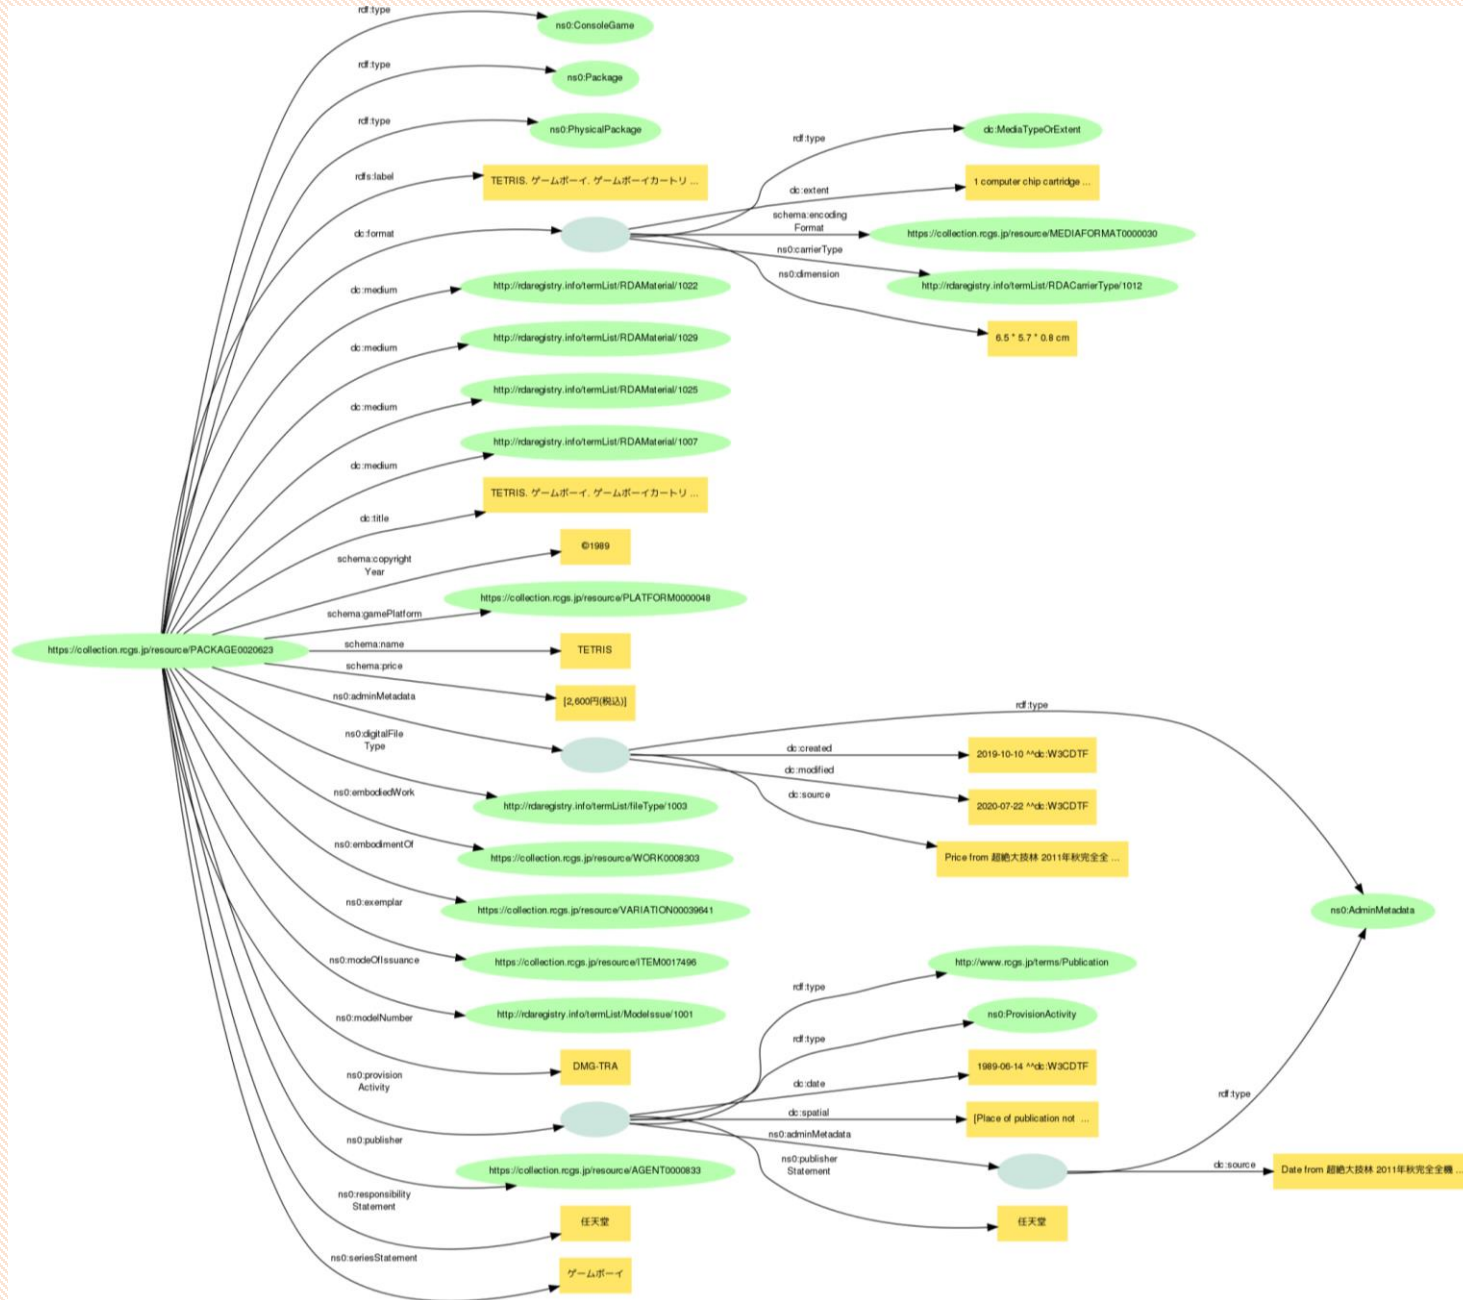 rdf:type
ns0:ConsoleGame
rdf:type
ns0:Package
rdf:type
ns0:PhysicalPackage
rdfs:label
TETRIS. ゲームボーイ. ゲームボーイカートリ ...
dc:format
rdf:type
dc:MediaTypeOrExtent
dc:extent
1 computer chip cartridge ...
schema:encoding
Format
https://collection.rcgs.jp/resource/MEDIAFORMAT0000030
ns0:carrierType
http://rdaregistry.info/termList/RDACarrierType/1012
ns0:dimension
6.5 * 5.7 * 0.8 cm
dc:medium
http://rdaregistry.info/termList/RDAMaterial/1022
dc:medium
http://rdaregistry.info/termList/RDAMaterial/1029
dc:medium
http://rdaregistry.info/termList/RDAMaterial/1025
dc:medium
http://rdaregistry.info/termList/RDAMaterial/1007
dc:title
TETRIS. ゲームボーイ. ゲームボーイカートリ ...
schema:copyright
Year
©1989
schema:gamePlatform
https://collection.rcgs.jp/resource/PLATFORM0000048
https://collection.rcgs.jp/resource/PACKAGE0020623
schema:name
TETRIS
schema:price
[2,600円(税込)]
ns0:adminMetadata
rdf:type
dc:created
2019-10-10 ^^dc:W3CDTF
dc:modified
2020-07-22 ^^dc:W3CDTF
dc:source
Price from 超絶大技林 2011年秋完全全 ...
ns0:digitalFile
Type
http://rdaregistry.info/termList/fileType/1003
ns0:embodiedWork
https://collection.rcgs.jp/resource/WORK0008303
ns0:embodimentOf
https://collection.rcgs.jp/resource/VARIATION00039641
ns0:AdminMetadata
ns0:exemplar
https://collection.rcgs.jp/resource/ITEM0017496
ns0:modeOfIssuance
http://rdaregistry.info/termList/ModeIssue/1001
ns0:modelNumber
DMG-TRA
ns0:provision
Activity
rdf:type
http://www.rcgs.jp/terms/Publication
rdf:type
ns0:ProvisionActivity
dc:date
1989-06-14 ^^dc:W3CDTF
dc:spatial
[Place of publication not ...
ns0:adminMetadata
rdf:type
dc:source
Date from 超絶大技林 2011年秋完全全機 ...
ns0:publisher
Statement
任天堂
ns0:publisher
https://collection.rcgs.jp/resource/AGENT0000833
ns0:responsibility
Statement
任天堂
ns0:seriesStatement
ゲームボーイ